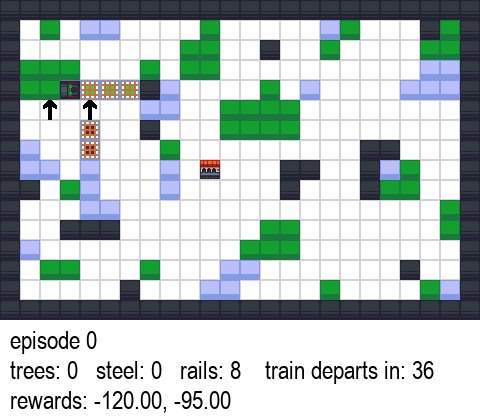 episode 0
trees: 0 steel: 0 rails: 8 train departs in: 36
rewards: -120.00, -95.00